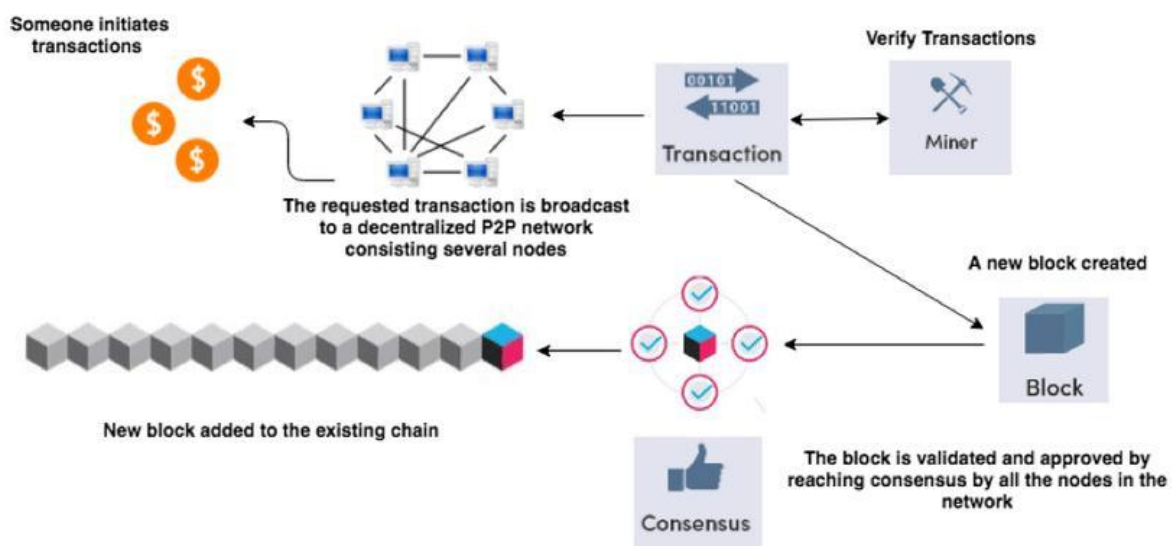 Someone initiates
transactions
$
$
$
The requested transaction is broadcast
to a decentralized P2P network
consisting several nodes
00101
11001
Transaction
Verify Transactions
Miner
A new block created
Block
The block is validated and approved by
reaching consensus by all the nodes in the
network
Consensus
New block added to the existing chain